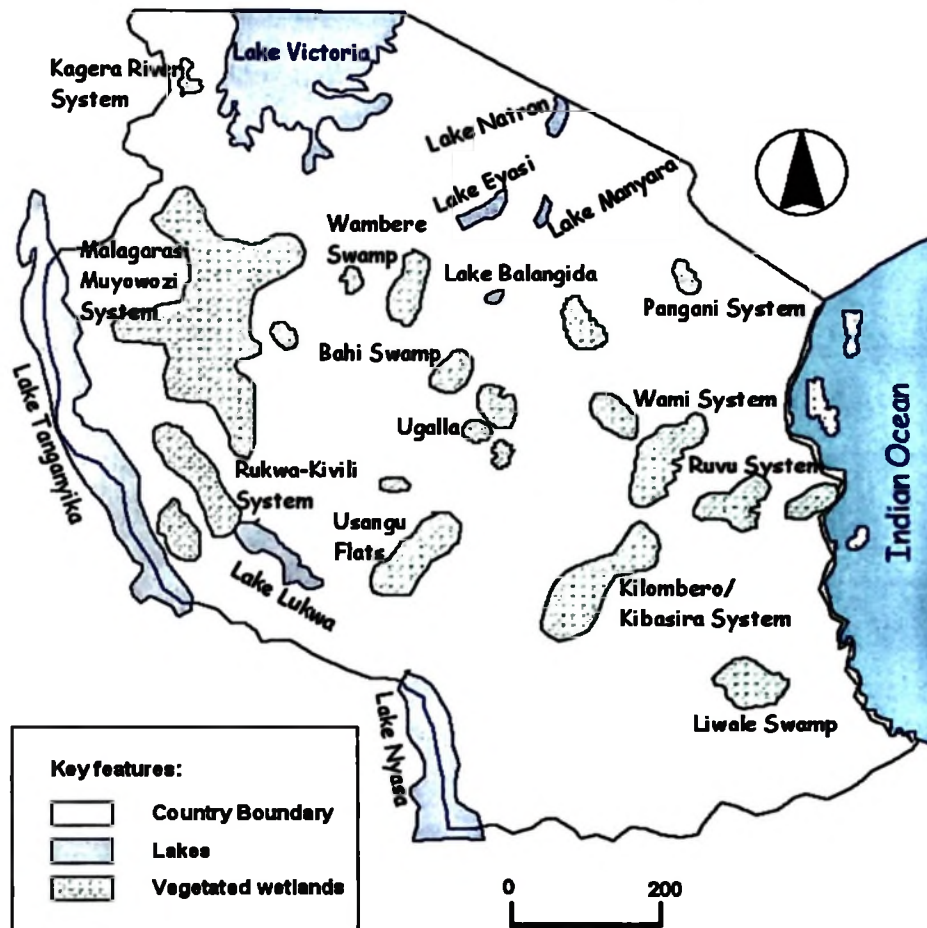 Lake Victoria
Kagera River
System
Lake Natron
Lake Eyasi
Lake Manyara
Wambere
Swamp
Malagarasi
Muyowozi
System
Lake Balangida
Pangani System
Bahi Swamp
Lake Tanganyika
Wami System
Ugalla
Indian Ocean
Rukwa-Kivili
System
Ruvu System
Usangu
Flats
Lake Lukwa
Kilombero/
Kibasira System
Liwale Swamp
Lake Nyasa
Key features:
Country Boundary
Lakes
Vegetated wetlands
0 200